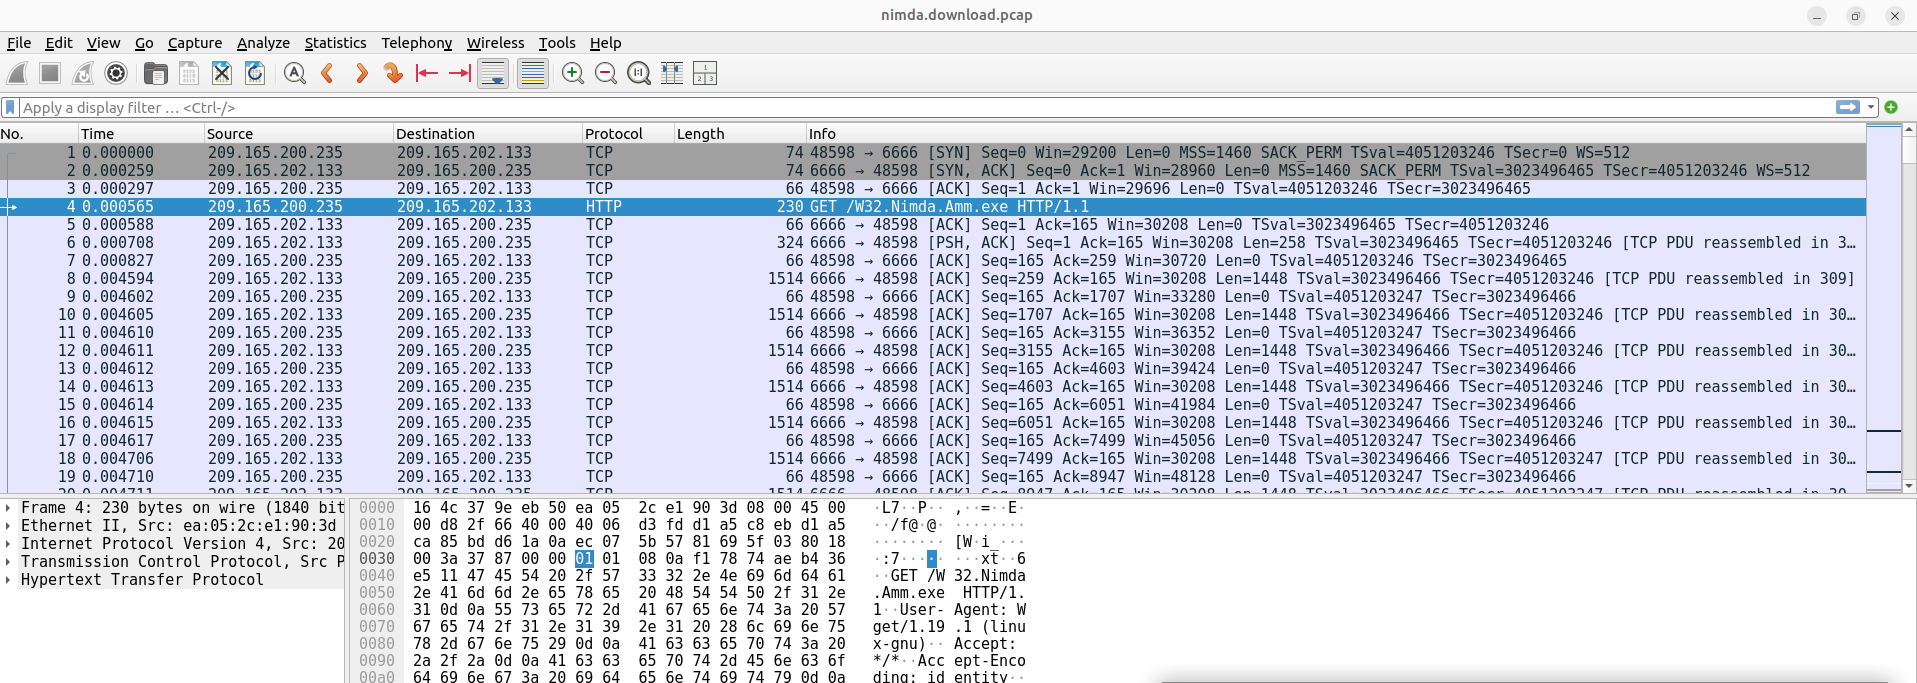 nimda.download.pcap
File Edit View Go Capture Analyze Statistics Telephony Wireless Tools Help
Apply a display filter … <Ctrl-/>
No. Time Source Destination Protocol Length Info
1 0.000000 209.165.200.235 209.165.202.133 TCP 74 48598 → 6666 [SYN] Seq=0 Win=29200 Len=0 MSS=1460 SACK_PERM TSval=4051203246 TSecr=0 WS=512
2 0.000259 209.165.202.133 209.165.200.235 TCP 74 6666 → 48598 [SYN, ACK] Seq=0 Ack=1 Win=28960 Len=0 MSS=1460 SACK_PERM TSval=3023496465 TSecr=4051203246 WS=512
3 0.000297 209.165.200.235 209.165.202.133 TCP 66 48598 → 6666 [ACK] Seq=1 Ack=1 Win=29696 Len=0 TSval=4051203246 TSecr=3023496465
4 0.000565 209.165.200.235 209.165.202.133 HTTP 230 GET /W32.Nimda.Amm.exe HTTP/1.1
5 0.000588 209.165.202.133 209.165.200.235 TCP 66 6666 → 48598 [ACK] Seq=1 Ack=165 Win=30208 Len=0 TSval=3023496465 TSecr=4051203246
6 0.000708 209.165.202.133 209.165.200.235 TCP 324 6666 → 48598 [PSH, ACK] Seq=1 Ack=165 Win=30208 Len=258 TSval=3023496465 TSecr=4051203246 [TCP PDU reassembled in 3…
7 0.000827 209.165.200.235 209.165.202.133 TCP 66 48598 → 6666 [ACK] Seq=165 Ack=259 Win=30720 Len=0 TSval=4051203246 TSecr=3023496465
8 0.004594 209.165.202.133 209.165.200.235 TCP 1514 6666 → 48598 [ACK] Seq=259 Ack=165 Win=30208 Len=1448 TSval=3023496466 TSecr=4051203246 [TCP PDU reassembled in 309]
9 0.004602 209.165.200.235 209.165.202.133 TCP 66 48598 → 6666 [ACK] Seq=165 Ack=1707 Win=33280 Len=0 TSval=4051203247 TSecr=3023496466
10 0.004605 209.165.202.133 209.165.200.235 TCP 1514 6666 → 48598 [ACK] Seq=1707 Ack=165 Win=30208 Len=1448 TSval=3023496466 TSecr=4051203246 [TCP PDU reassembled in 30…
11 0.004610 209.165.200.235 209.165.202.133 TCP 66 48598 → 6666 [ACK] Seq=165 Ack=3155 Win=36352 Len=0 TSval=4051203247 TSecr=3023496466
12 0.004611 209.165.202.133 209.165.200.235 TCP 1514 6666 → 48598 [ACK] Seq=3155 Ack=165 Win=30208 Len=1448 TSval=3023496466 TSecr=4051203246 [TCP PDU reassembled in 30…
13 0.004612 209.165.200.235 209.165.202.133 TCP 66 48598 → 6666 [ACK] Seq=165 Ack=4603 Win=39424 Len=0 TSval=4051203247 TSecr=3023496466
14 0.004613 209.165.202.133 209.165.200.235 TCP 1514 6666 → 48598 [ACK] Seq=4603 Ack=165 Win=30208 Len=1448 TSval=3023496466 TSecr=4051203246 [TCP PDU reassembled in 30…
15 0.004614 209.165.200.235 209.165.202.133 TCP 66 48598 → 6666 [ACK] Seq=165 Ack=6051 Win=41984 Len=0 TSval=4051203247 TSecr=3023496466
16 0.004615 209.165.202.133 209.165.200.235 TCP 1514 6666 → 48598 [ACK] Seq=6051 Ack=165 Win=30208 Len=1448 TSval=3023496466 TSecr=4051203246 [TCP PDU reassembled in 30…
17 0.004617 209.165.200.235 209.165.202.133 TCP 66 48598 → 6666 [ACK] Seq=165 Ack=7499 Win=45056 Len=0 TSval=4051203247 TSecr=3023496466
18 0.004706 209.165.202.133 209.165.200.235 TCP 1514 6666 → 48598 [ACK] Seq=7499 Ack=165 Win=30208 Len=1448 TSval=3023496466 TSecr=4051203247 [TCP PDU reassembled in 30…
19 0.004710 209.165.200.235 209.165.202.133 TCP 66 48598 → 6666 [ACK] Seq=165 Ack=8947 Win=48128 Len=0 TSval=4051203247 TSecr=3023496466
Frame 4: 230 bytes on wire (1840 bit
Ethernet II, Src: ea:05:2c:e1:90:3d
Internet Protocol Version 4, Src: 20
Transmission Control Protocol, Src P
Hypertext Transfer Protocol
0000 16 4c 37 9e eb 50 ea 05 2c e1 90 3d 08 00 45 00 ·L7··P·· ,··=··E·
0010 00 d8 2f 66 40 00 40 06 d3 fd d1 a5 c8 eb d1 a5 ··/f@·@· ········
0020 ca 85 bd d6 1a 0a ec 07 5b 57 81 69 5f 03 80 18 ········ [W·i_···
0030 00 3a 37 87 00 00 01 01 08 0a f1 78 74 ae b4 36 ·:7····· ···xt··6
0040 e5 11 47 45 54 20 2f 57 33 32 2e 4e 69 6d 64 61 ··GET /W 32.Nimda
0050 2e 41 6d 6d 2e 65 78 65 20 48 54 54 50 2f 31 2e .Amm.exe HTTP/1.
0060 31 0d 0a 55 73 65 72 2d 41 67 65 6e 74 3a 20 57 1··User- Agent: W
0070 67 65 74 2f 31 2e 31 39 2e 31 20 28 6c 69 6e 75 get/1.19 .1 (linu
0080 78 2d 67 6e 75 29 0d 0a 41 63 63 65 70 74 3a 20 x-gnu)·· Accept:
0090 2a 2f 2a 0d 0a 41 63 63 65 70 74 2d 45 6e 63 6f */*··Acc ept-Enco
00a0 64 69 6e 67 3a 20 69 64 65 6e 74 69 74 79 0d 0a ding: id entity··